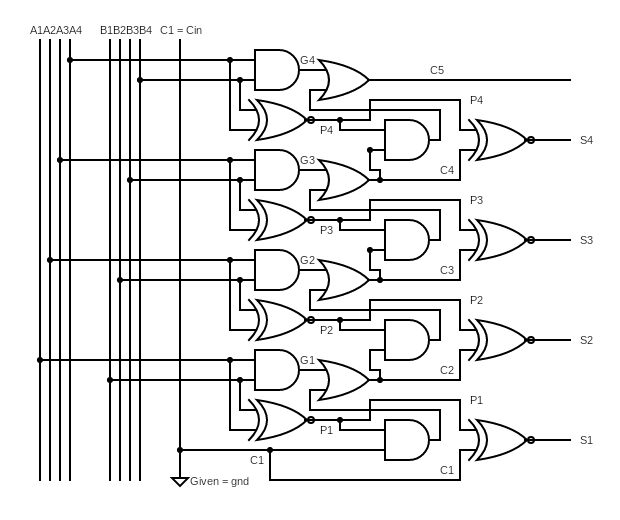 A1A2A3A4 B1B2B3B4 C1 = Cin
G4
C5
P4
P4
S4
G3
C4
P3
P3
S3
G2
C3
P2
P2
S2
G1
C2
P1
P1
S1
C1
C1
Given = gnd